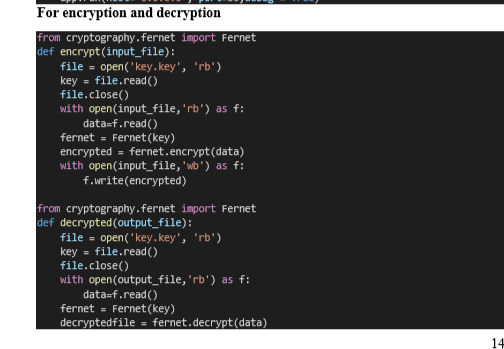 For encryption and decryption
from cryptography.fernet import Fernet
def encrypt(input_file):
    file = open('key.key', 'rb')
    key = file.read()
    file.close()
    with open(input_file,'rb') as f:
        data=f.read()
    fernet = Fernet(key)
    encrypted = fernet.encrypt(data)
    with open(input_file,'wb') as f:
        f.write(encrypted)
from cryptography.fernet import Fernet
def decrypted(output_file):
    file = open('key.key', 'rb')
    key = file.read()
    file.close()
    with open(output_file,'rb') as f:
        data=f.read()
    fernet = Fernet(key)
    decryptedfile = fernet.decrypt(data)
14